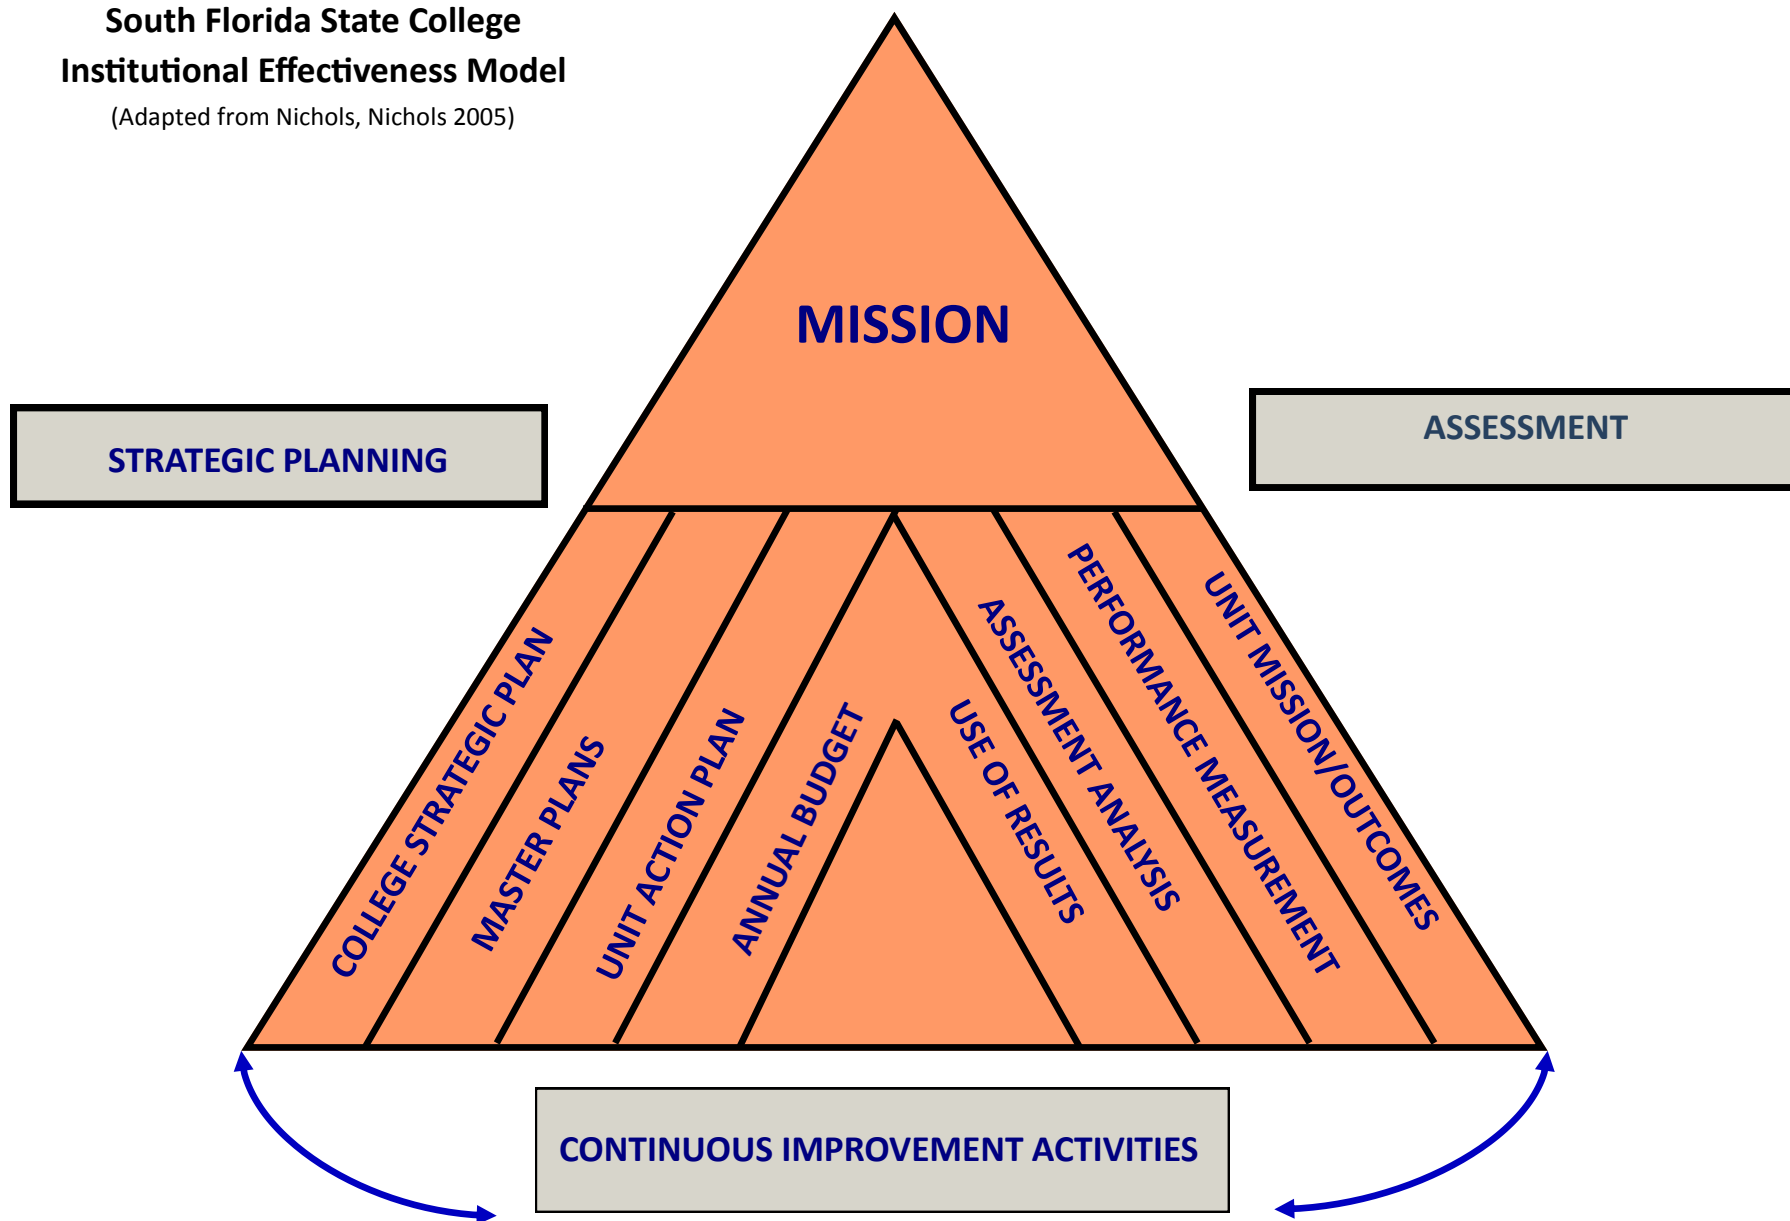 South Florida State College
Institutional Effectiveness Model
(Adapted from Nichols, Nichols 2005)
MISSION
STRATEGIC PLANNING
ASSESSMENT
COLLEGE STRATEGIC PLAN
MASTER PLANS
UNIT ACTION PLAN
ANNUAL BUDGET
USE OF RESULTS
ASSESSMENT ANALYSIS
PERFORMANCE MEASUREMENT
UNIT MISSION/OUTCOMES
CONTINUOUS IMPROVEMENT ACTIVITIES